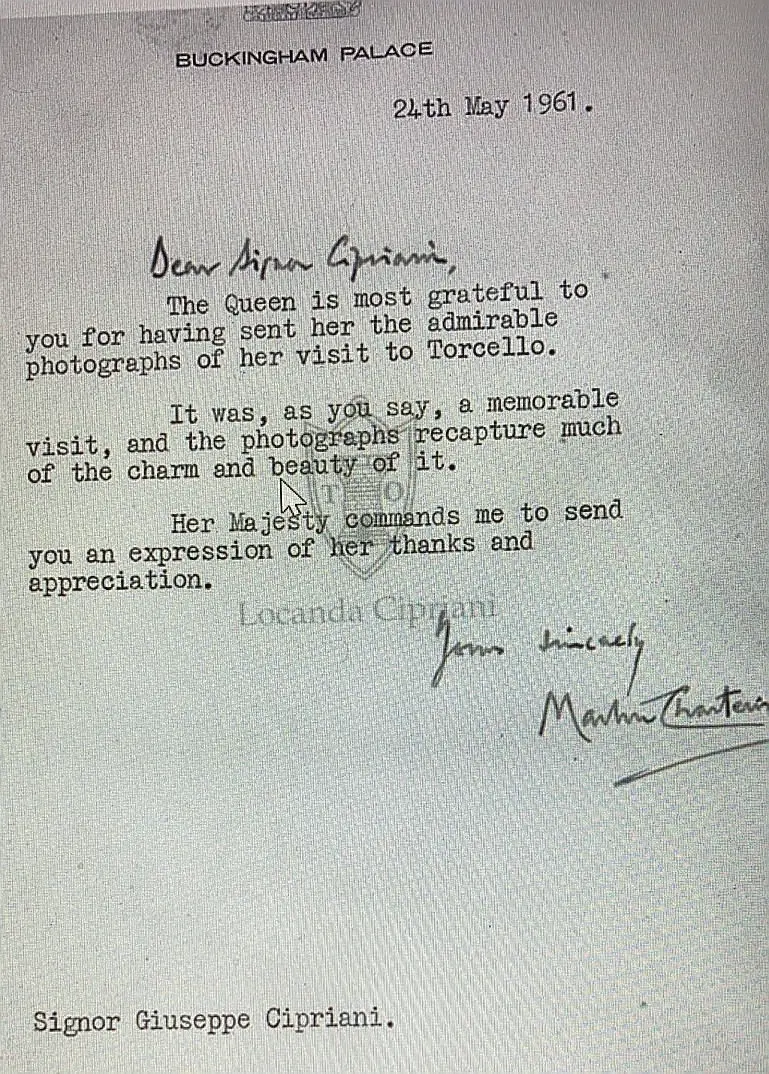 BUCKINGHAM PALACE
24th May 1961.
Dear Signor Cipriani,
The Queen is most grateful to
you for having sent her the admirable
photographs of her visit to Torcello.
It was, as you say, a memorable
visit, and the photographs recapture much
of the charm and beauty of it.
T O
Her Majesty commands me to send
you an expression of her thanks and
appreciation.
Locanda Cipriani
Yours sincerely
Martin Charteris
Signor Giuseppe Cipriani.